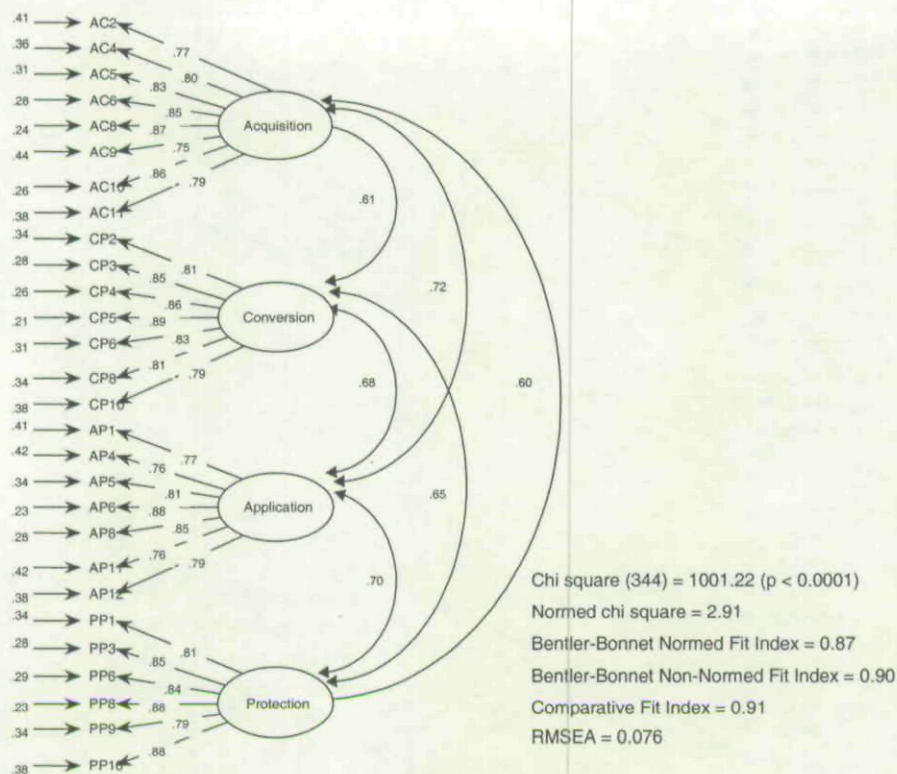 .41 AC2
.77
.36 AC4
.80
.31 AC5
.83
.28 AC6
.85
.24 AC8
.87
.44 AC9
.75
.26 AC10
.86
.38 AC11
.79
Acquisition
.34 CP2
.81
.28 CP3
.85
.26 CP4
.86
.21 CP5
.89
.31 CP6
.83
.34 CP8
.81
.38 CP10
.79
Conversion
.41 AP1
.77
.42 AP4
.76
.34 AP5
.81
.23 AP6
.88
.28 AP8
.85
.42 AP11
.76
.38 AP12
.79
Application
.34 PP1
.81
.28 PP3
.85
.29 PP6
.84
.23 PP8
.88
.34 PP9
.79
.38 PP10
.88
Protection
.61
.72
.68
.60
.65
.70
Chi square (344) = 1001.22 (p < 0.0001)
Normed chi square = 2.91
Bentler-Bonnet Normed Fit Index = 0.87
Bentler-Bonnet Non-Normed Fit Index = 0.90
Comparative Fit Index = 0.91
RMSEA = 0.076